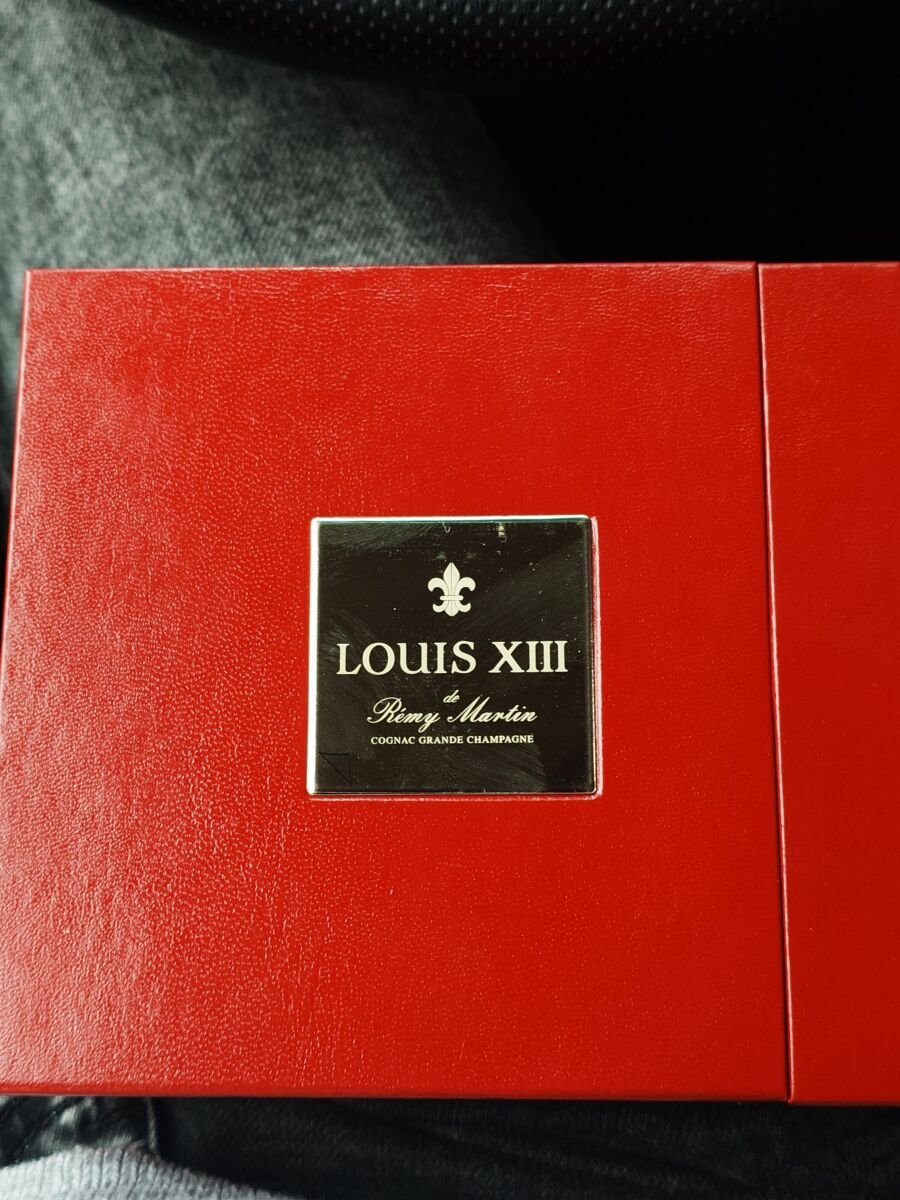 LOUIS XIII
de
Rémy Martin
COGNAC GRANDE CHAMPAGNE